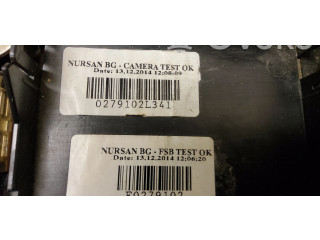 NURSAN BG - CAMERA TEST OK
Date: 13.12.2014 12:08:09
0279102L341
NURSAN BG - FSB TEST OK
Date: 13.12.2014 12:06:20
E0279102